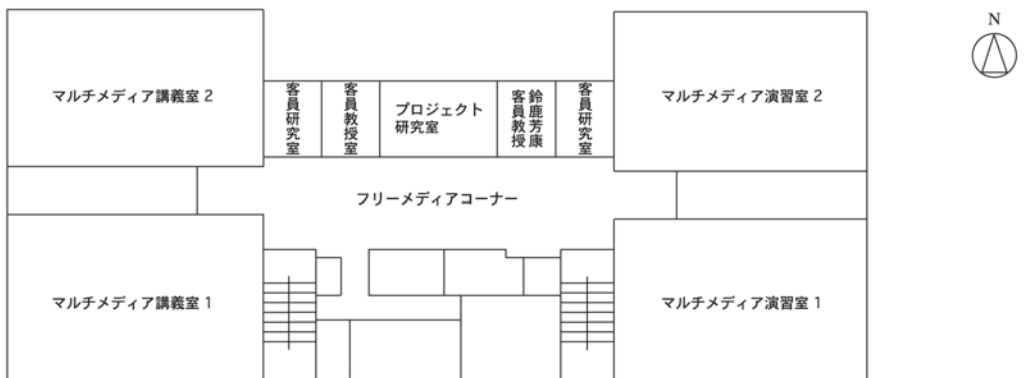 N
マルチメディア講義室 2
客員研究室
客員教授室
プロジェクト
研究室
鈴鹿芳康
客員教授
客員研究室
マルチメディア演習室 2
フリーメディアコーナー
マルチメディア講義室 1
マルチメディア演習室 1